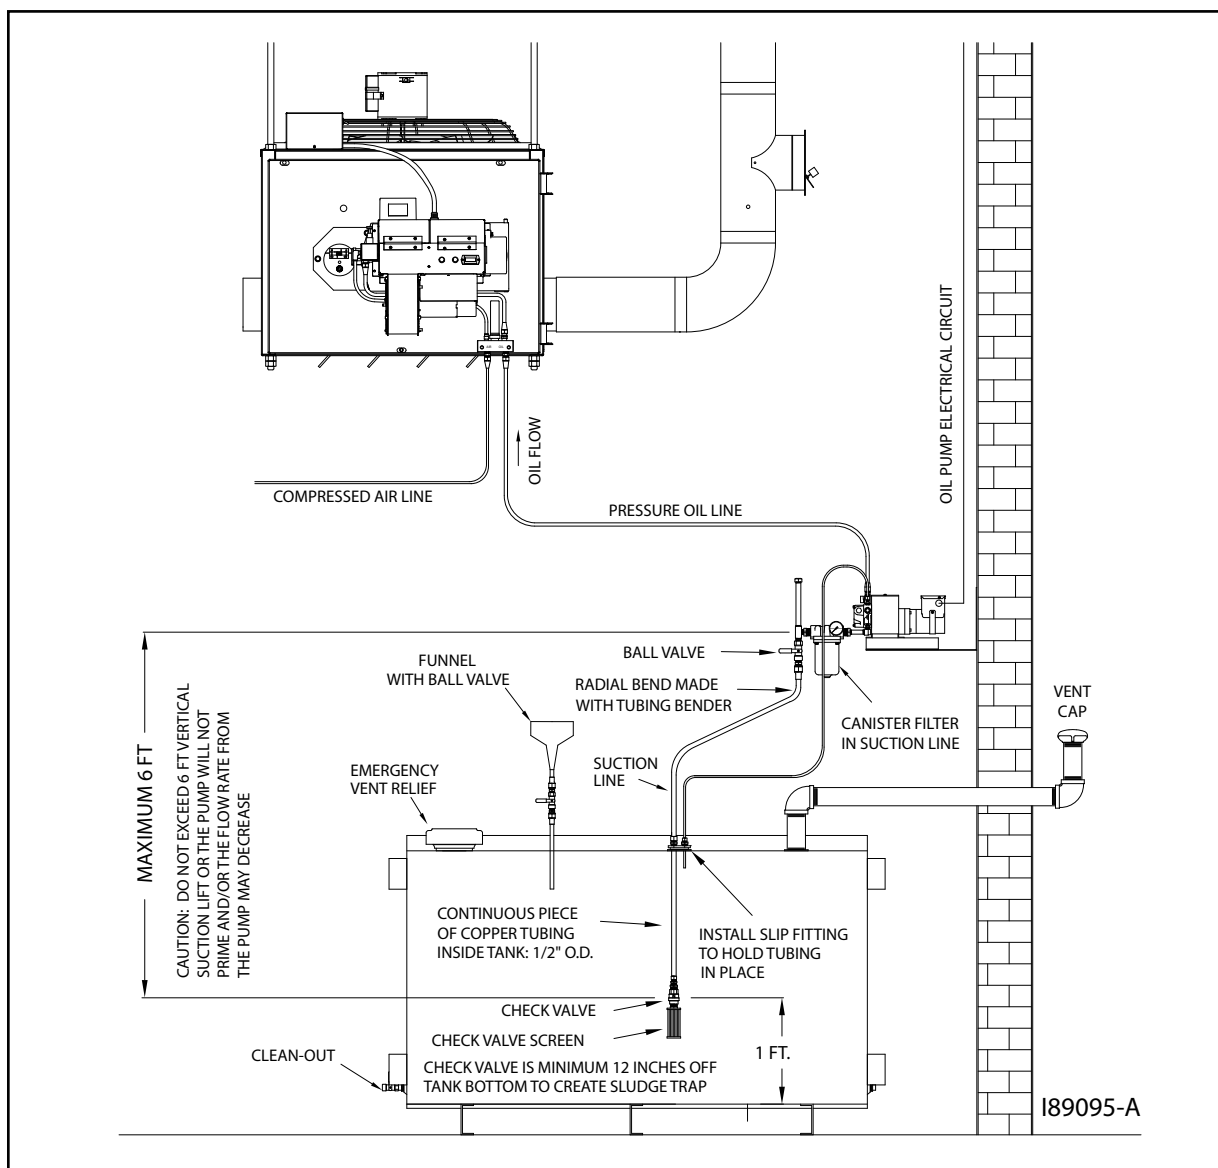 OIL PUMP ELECTRICAL CIRCUIT
OIL FLOW
COMPRESSED AIR LINE
PRESSURE OIL LINE
BALL VALVE
FUNNEL
WITH BALL VALVE
RADIAL BEND MADE
WITH TUBING BENDER
CANISTER FILTER
IN SUCTION LINE
VENT
CAP
SUCTION
LINE
EMERGENCY
VENT RELIEF
MAXIMUM 6 FT
CAUTION: DO NOT EXCEED 6 FT VERTICAL
SUCTION LIFT OR THE PUMP WILL NOT
PRIME AND/OR THE FLOW RATE FROM
THE PUMP MAY DECREASE
CONTINUOUS PIECE
OF COPPER TUBING
INSIDE TANK: 1/2" O.D.
INSTALL SLIP FITTING
TO HOLD TUBING
IN PLACE
CHECK VALVE
CHECK VALVE SCREEN
1 FT.
CLEAN-OUT
CHECK VALVE IS MINIMUM 12 INCHES OFF
TANK BOTTOM TO CREATE SLUDGE TRAP
I89095-A